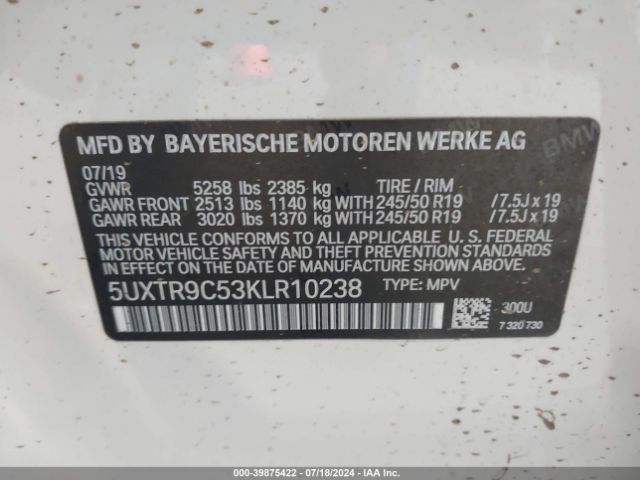 MFD BY BAYERISCHE MOTOREN WERKE AG
07/19
GVWR 5258 lbs 2385 kg TIRE / RIM
GAWR FRONT 2513 lbs 1140 kg WITH 245/50 R19 /7.5J x 19
GAWR REAR 3020 lbs 1370 kg WITH 245/50 R19 /7.5J x 19
THIS VEHICLE CONFORMS TO ALL APPLICABLE U. S. FEDERAL
MOTOR VEHICLE SAFETY, BUMPER, AND THEFT PREVENTION
STANDARDS IN EFFECT ON THE DATE OF MANUFACTURE SHOWN ABOVE.
5UXTR9C53KLR10238 TYPE: MPV
300U
7 320 730
000-39875422 - 07/18/2024 - IAAI.com